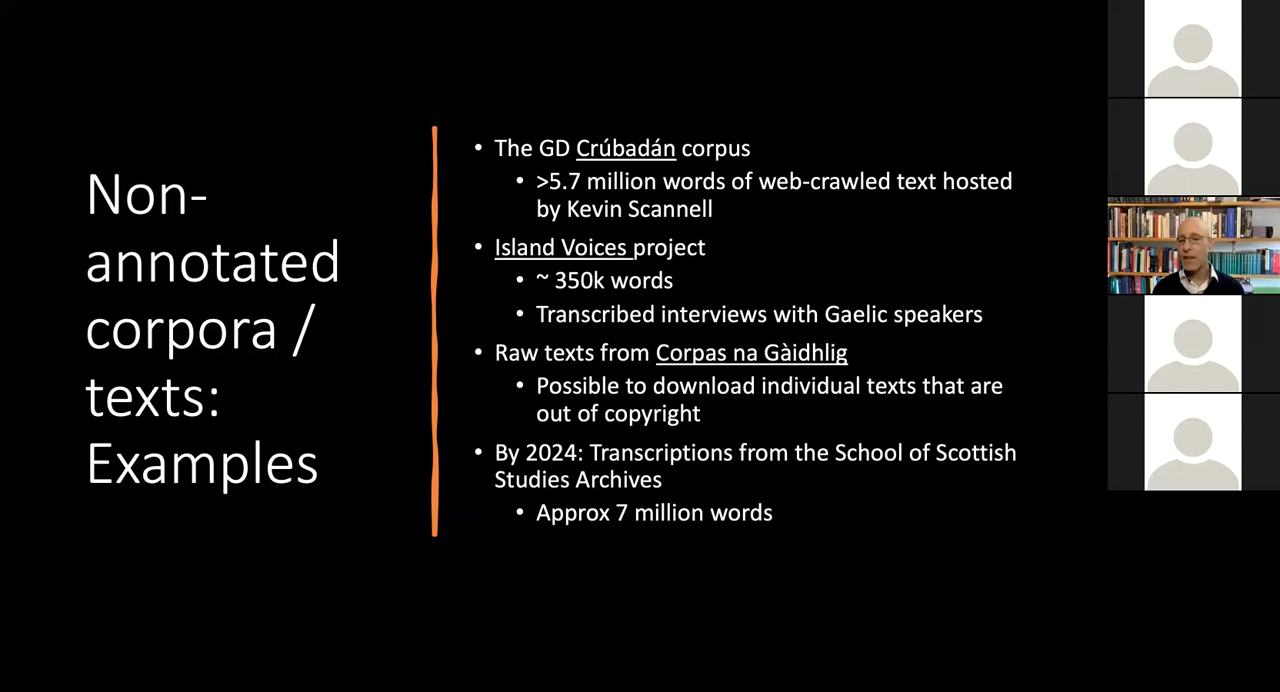 Non-
annotated
corpora /
texts:
Examples
• The GD Crúbadán corpus
• >5.7 million words of web-crawled text hosted
by Kevin Scannell
• Island Voices project
• ~ 350k words
• Transcribed interviews with Gaelic speakers
• Raw texts from Corpas na Gàidhlig
• Possible to download individual texts that are
out of copyright
• By 2024: Transcriptions from the School of Scottish
Studies Archives
• Approx 7 million words